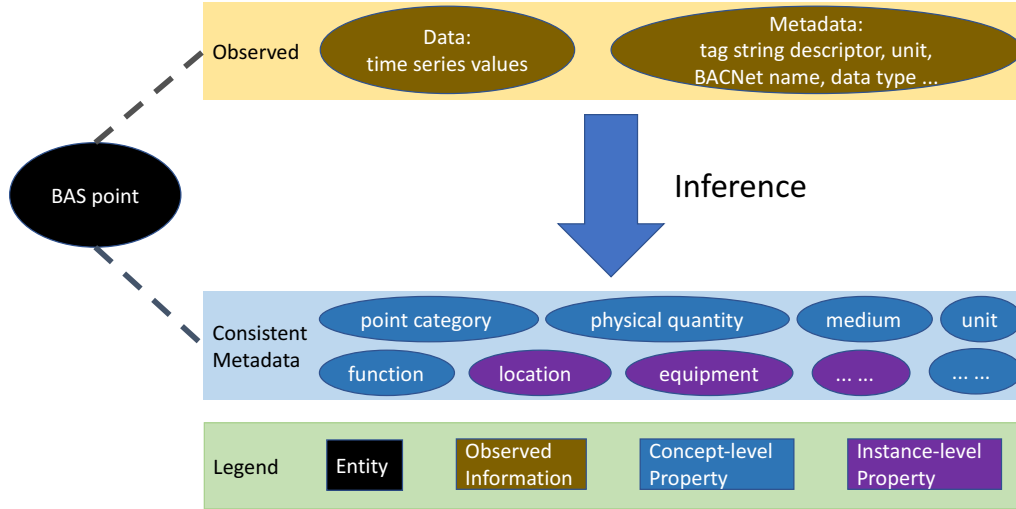 Observed
Data:
time series values
Metadata:
tag string descriptor, unit,
BACNet name, data type ...
BAS point
Inference
Consistent
Metadata
point category
physical quantity
medium
unit
function
location
equipment
... ...
... ...
Legend
Entity
Observed
Information
Concept-level
Property
Instance-level
Property